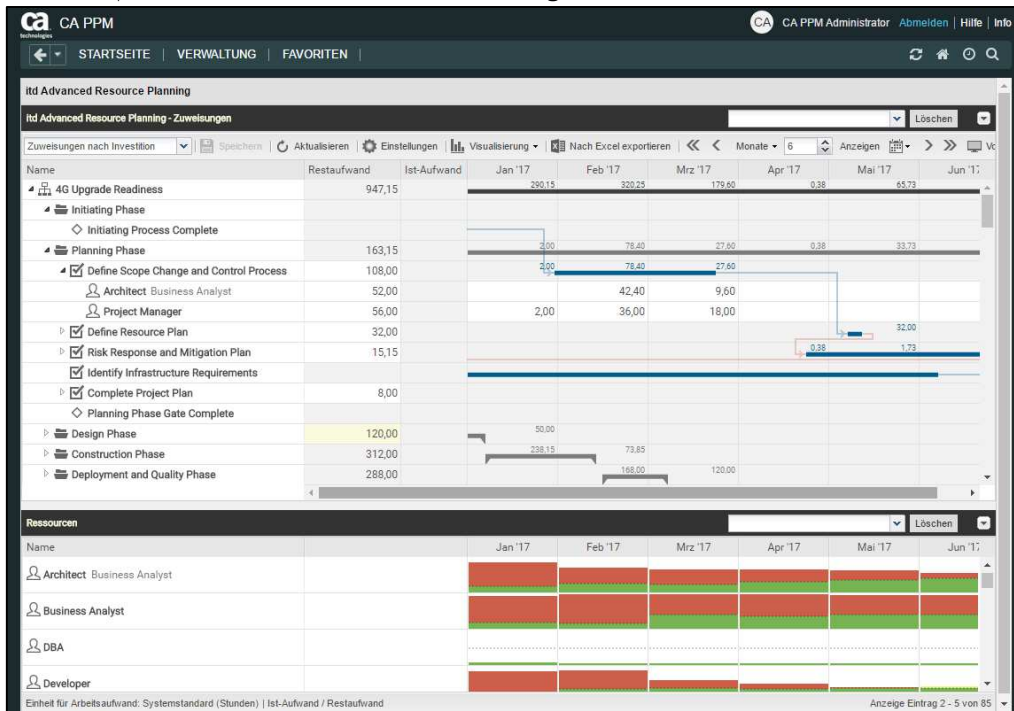 ca technologies CA PPM CA CA PPM Administrator Abmelden | Hilfe | Info
STARTSEITE | VERWALTUNG | FAVORITEN |
itd Advanced Resource Planning
itd Advanced Resource Planning - Zuweisungen Löschen
Zuweisungen nach Investition Speichern | Aktualisieren | Einstellungen | Visualisierung | Nach Excel exportieren | Monate 6 Anzeigen
Name Restaufwand Ist-Aufwand Jan '17 Feb '17 Mrz '17 Apr '17 Mai '17 Jun '17
4G Upgrade Readiness 947,15 290,15 320,25 179,60 0,38 65,73
Initiating Phase
Initiating Process Complete
Planning Phase 163,15 2,00 78,40 27,60 0,38 33,73
Define Scope Change and Control Process 108,00 2,00 78,40 27,60
Architect Business Analyst 52,00 42,40 9,60
Project Manager 56,00 2,00 36,00 18,00
Define Resource Plan 32,00 32,00
Risk Response and Mitigation Plan 15,15 0,38 1,73
Identify Infrastructure Requirements
Complete Project Plan 8,00
Planning Phase Gate Complete
Design Phase 120,00 50,00
Construction Phase 312,00 238,15 73,85
Deployment and Quality Phase 288,00 168,00 120,00
Ressourcen Löschen
Name Jan '17 Feb '17 Mrz '17 Apr '17 Mai '17 Jun '17
Architect Business Analyst
Business Analyst
DBA
Developer
Einheit für Arbeitsaufwand: Systemstandard (Stunden) | Ist-Aufwand / Restaufwand Anzeige Eintrag 2 - 5 von 85